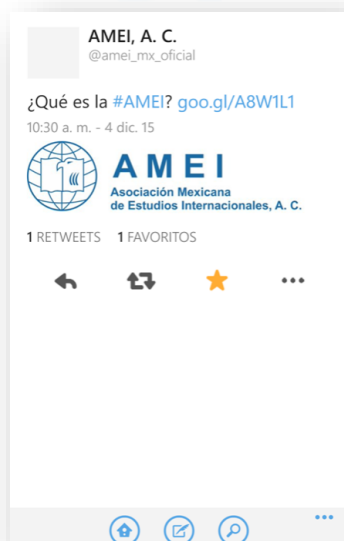 AMEI, A. C.
@amei_mx_oficial
¿Qué es la #AMEI? goo.gl/A8W1L1
10:30 a. m. - 4 dic. 15
AMEI
Asociación Mexicana
de Estudios Internacionales, A. C.
1 RETWEETS 1 FAVORITOS